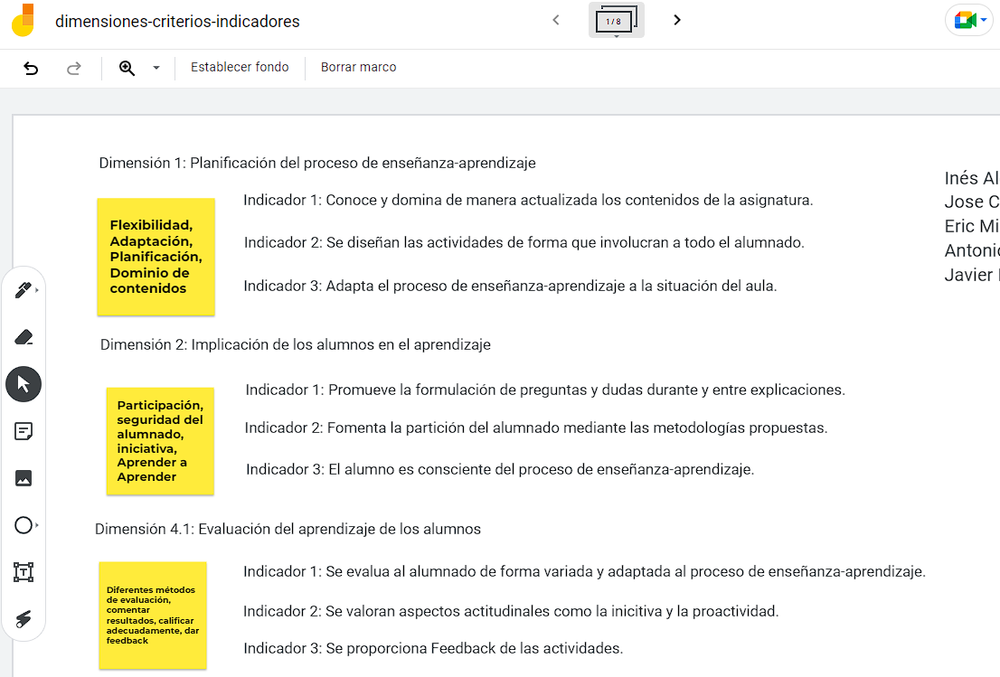 dimensiones-criterios-indicadores
1/8
Establecer fondo
Borrar marco
Dimensión 1: Planificación del proceso de enseñanza-aprendizaje
Flexibilidad,
Adaptación,
Planificación,
Dominio de
contenidos
Indicador 1: Conoce y domina de manera actualizada los contenidos de la asignatura.
Indicador 2: Se diseñan las actividades de forma que involucran a todo el alumnado.
Indicador 3: Adapta el proceso de enseñanza-aprendizaje a la situación del aula.
Inés Al
Jose C
Eric Mi
Antonio
Javier
Dimensión 2: Implicación de los alumnos en el aprendizaje
Participación,
seguridad del
alumnado,
iniciativa,
Aprender a
Aprender
Indicador 1: Promueve la formulación de preguntas y dudas durante y entre explicaciones.
Indicador 2: Fomenta la partición del alumnado mediante las metodologías propuestas.
Indicador 3: El alumno es consciente del proceso de enseñanza-aprendizaje.
Dimensión 4.1: Evaluación del aprendizaje de los alumnos
Diferentes métodos
de evaluación,
comentar
resultados, calificar
adecuadamente, dar
feedback
Indicador 1: Se evalua al alumnado de forma variada y adaptada al proceso de enseñanza-aprendizaje.
Indicador 2: Se valoran aspectos actitudinales como la inicitiva y la proactividad.
Indicador 3: Se proporciona Feedback de las actividades.